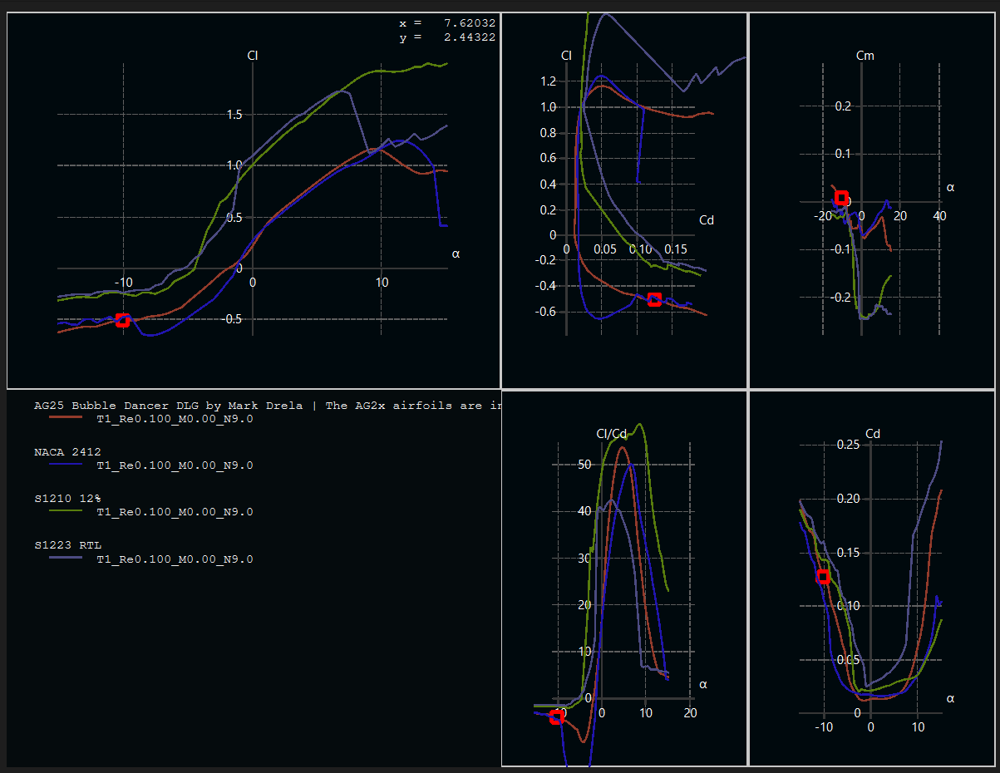 x = 7.62032
y = 2.44322
Cl
1.5
1.0
0.5
0
-0.5
-10
0
10
α
Cl
1.2
1.0
0.8
0.6
0.4
0.2
0
-0.2
-0.4
-0.6
0
0.05
0.10
0.15
Cd
Cm
0.2
0.1
0
-0.1
-0.2
-20
0
20
40
α
AG25 Bubble Dancer DLG by Mark Drela | The AG2x airfoils are in
T1_Re0.100_M0.00_N9.0
NACA 2412
T1_Re0.100_M0.00_N9.0
S1210 12%
T1_Re0.100_M0.00_N9.0
S1223 RTL
T1_Re0.100_M0.00_N9.0
Cl/Cd
50
40
30
20
10
0
-10
0
10
20
α
Cd
0.25
0.20
0.15
0.10
0.05
0
-10
0
10
α